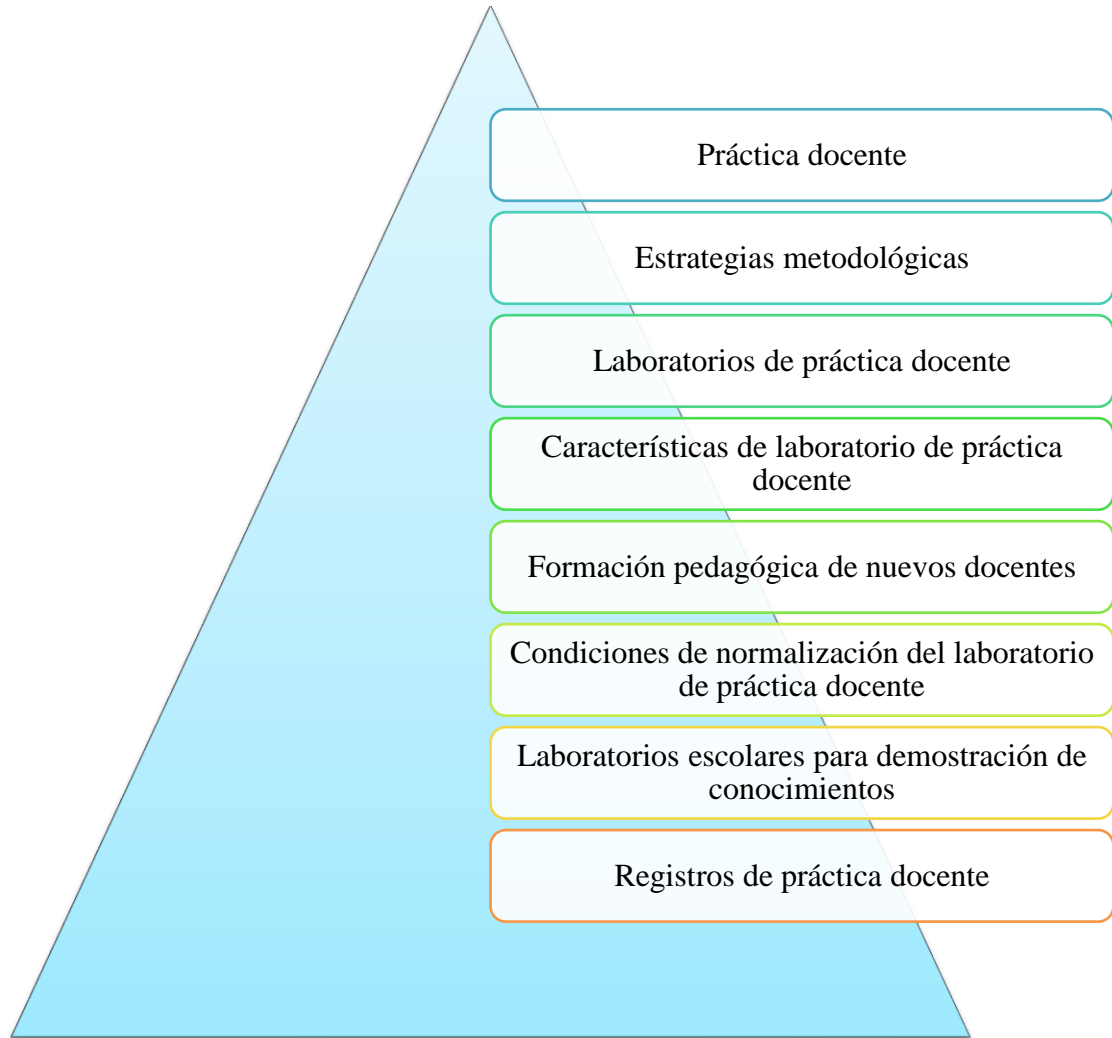 Práctica docente
Estrategias metodológicas
Laboratorios de práctica docente
Característícas de laboratorio de práctica
docente
Formación pedagógica de nuevos docentes
Condiciones de normalización del laboratorio
de práctica docente
Laboratorios escolares para demostración de
conocimientos
Registros de práctica docente